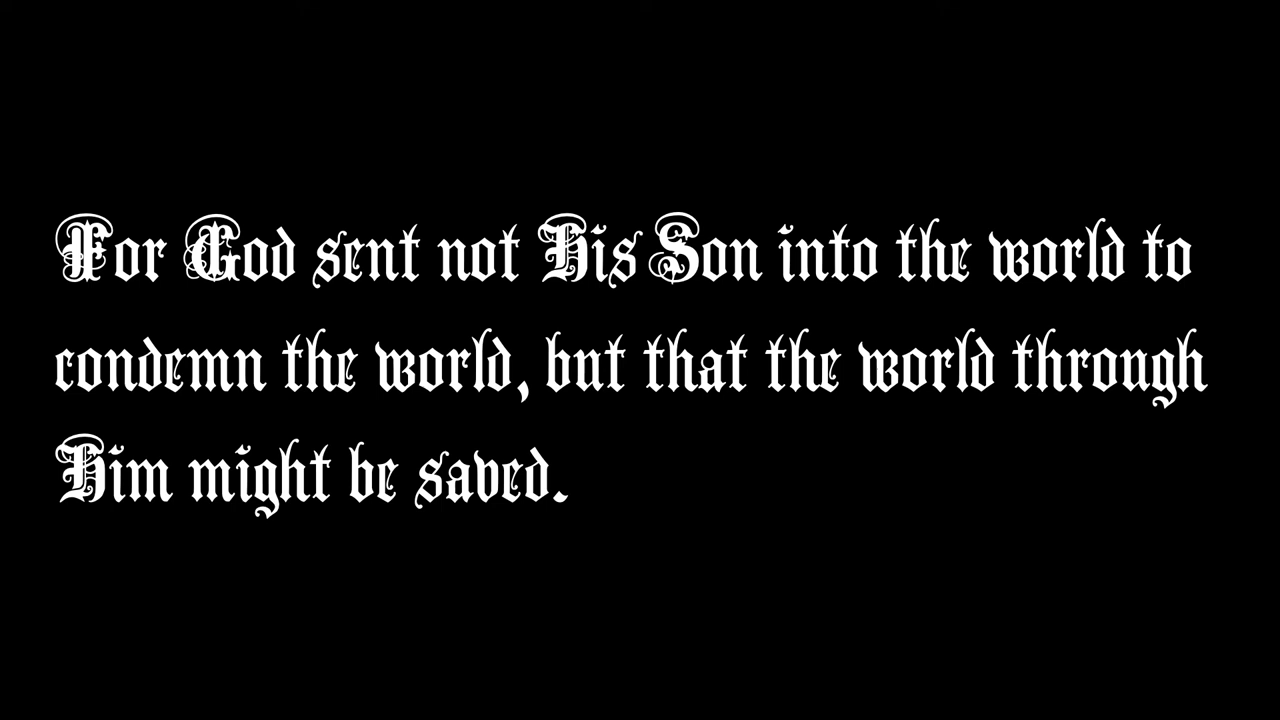 For God sent not His Son into the world to
condemn the world, but that the world through
Him might be saved.